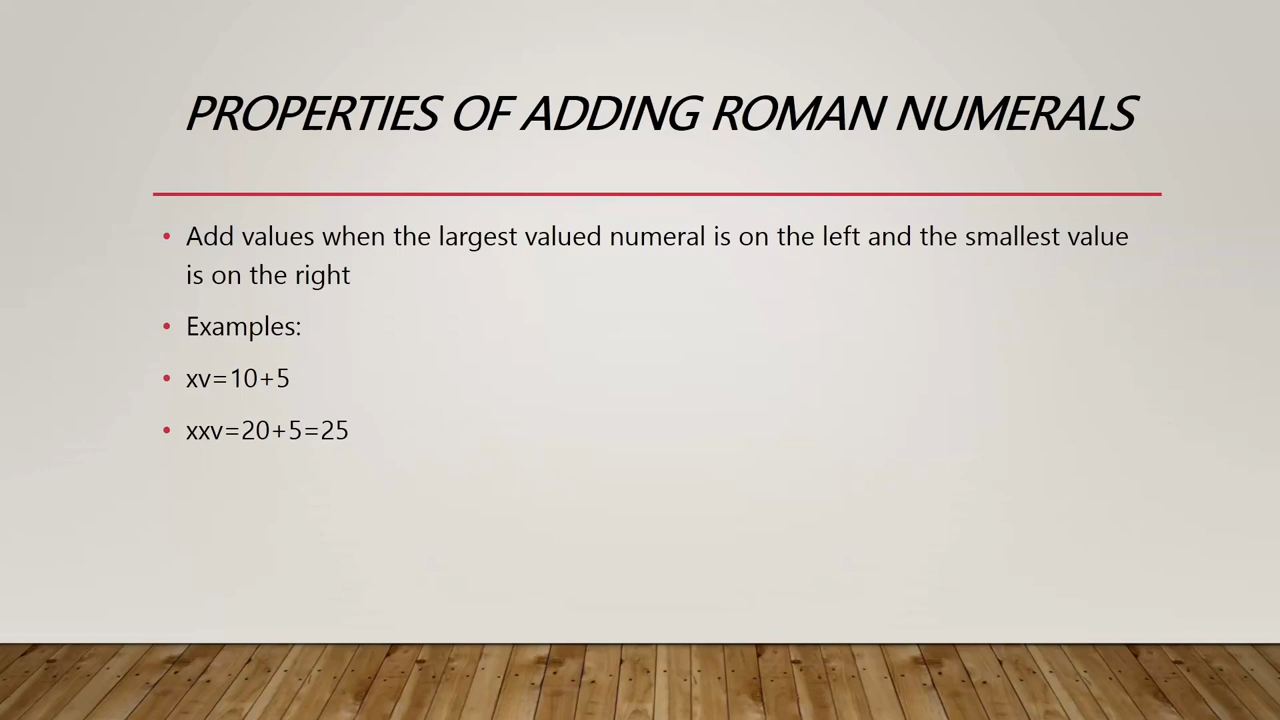 PROPERTIES OF ADDING ROMAN NUMERALS
• Add values when the largest valued numeral is on the left and the smallest value
is on the right
• Examples:
• xv=10+5
• xxv=20+5=25